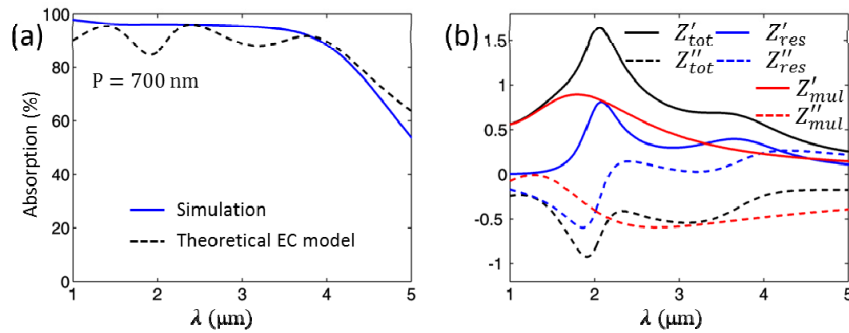 (a)
Absorption (%)
100
80
60
40
20
0
P = 700 nm
Simulation
Theoretical EC model
1
2
3
4
5
λ (μm)
(b)
1.5
1
0.5
0
-0.5
-1
Z'tot
Z''tot
Z'res
Z''res
Z'mul
Z''mul
1
2
3
4
5
λ (μm)